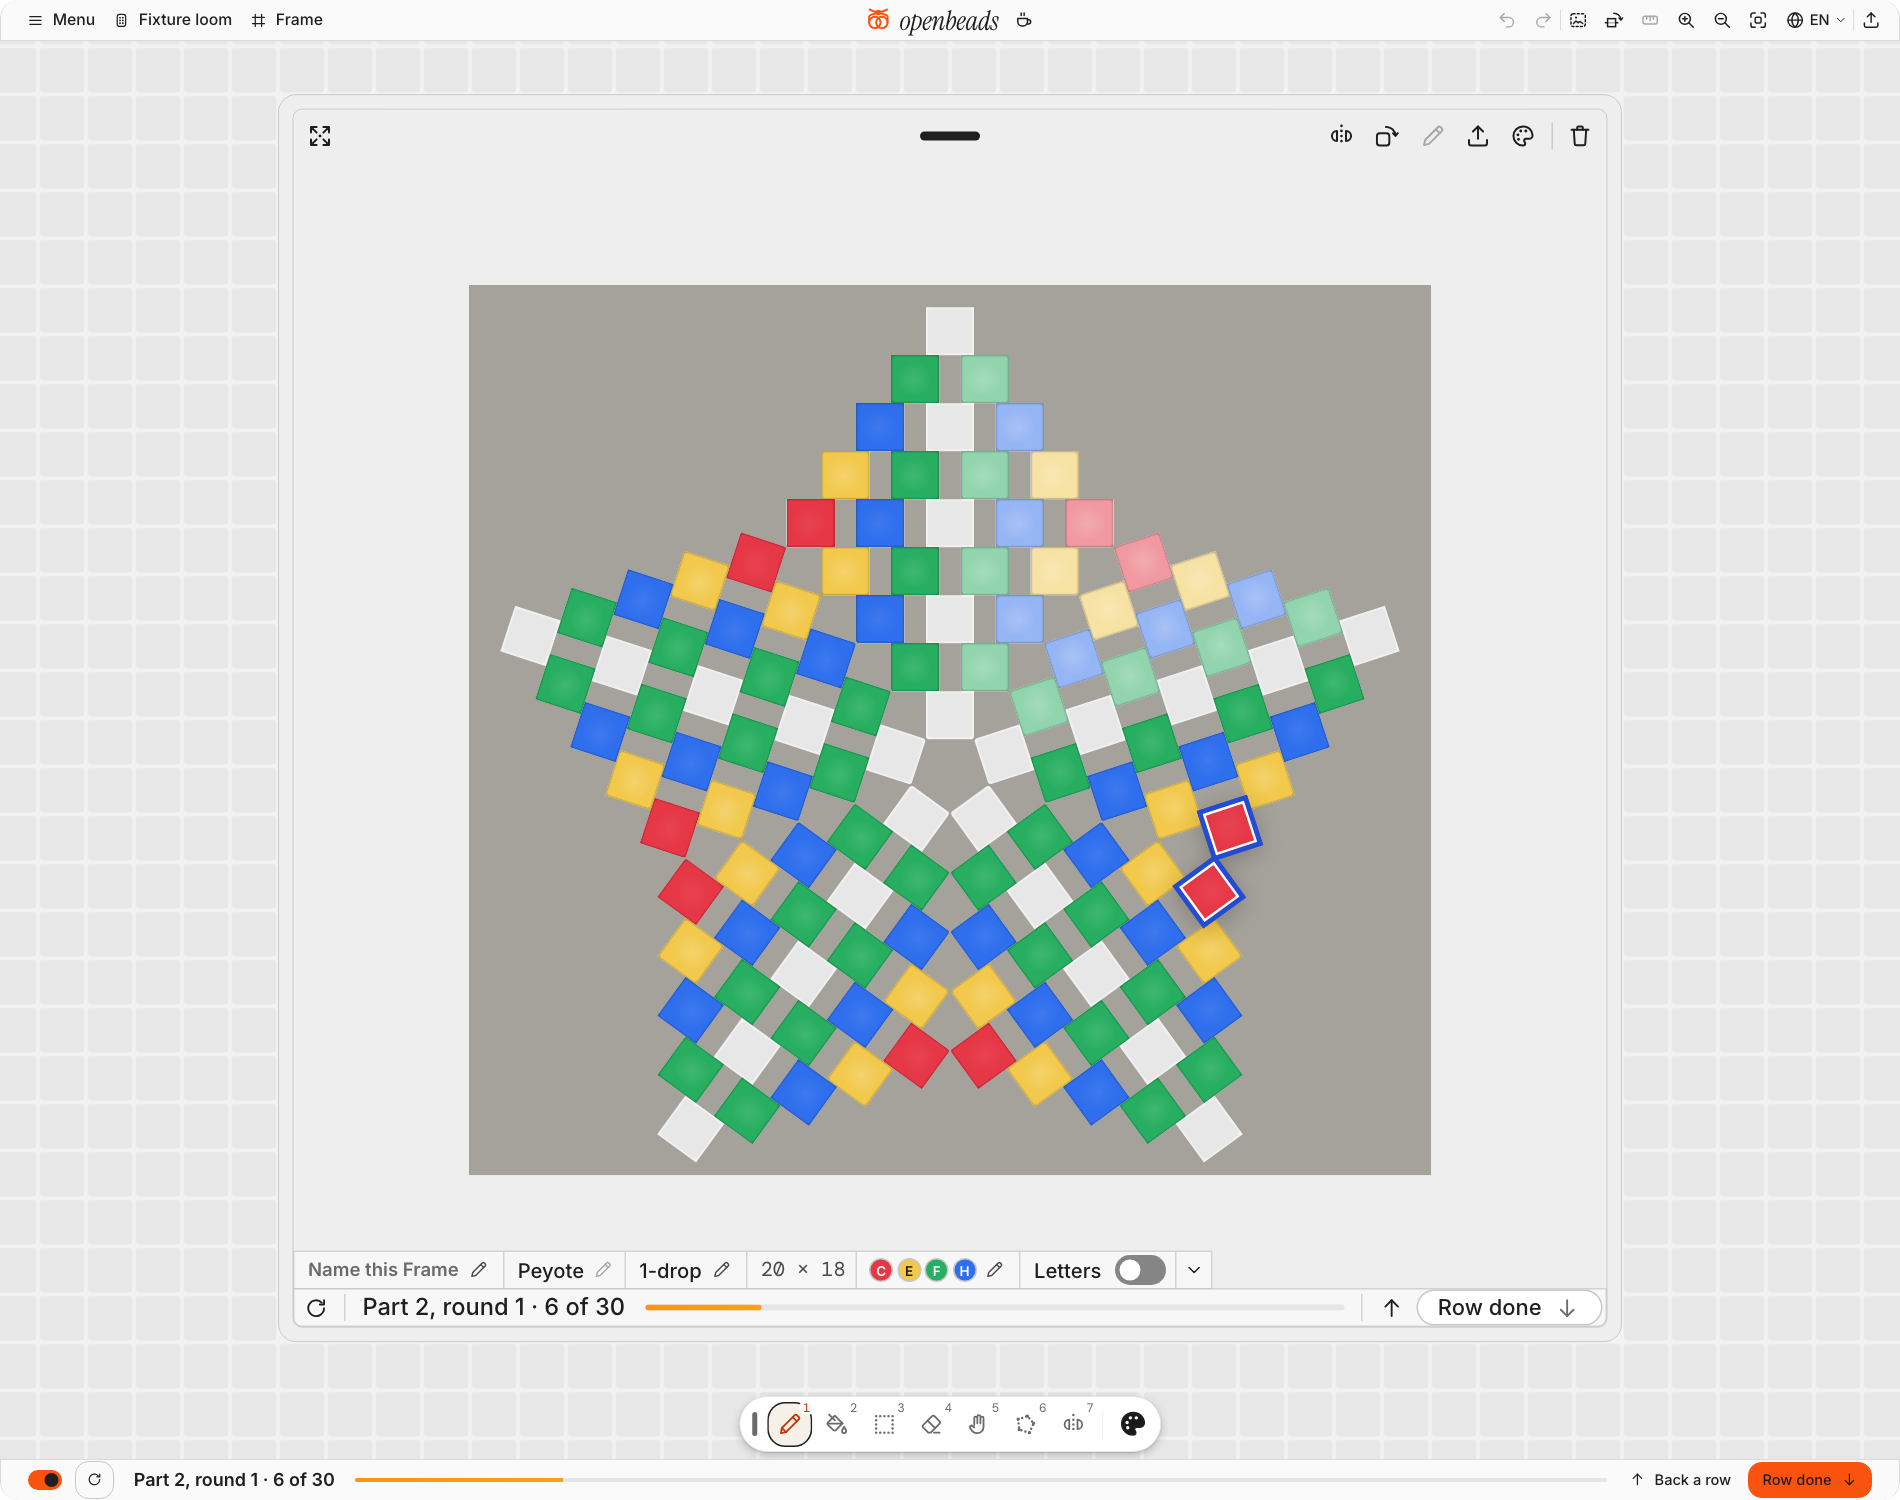 Menu
Fixture loom
Frame
openbeads
EN
Name this Frame
Peyote
1-drop
20 × 18
C E F H
Letters
Part 2, round 1 · 6 of 30
Row done
1 2 3 4 5 6 7
Part 2, round 1 · 6 of 30
Back a row
Row done